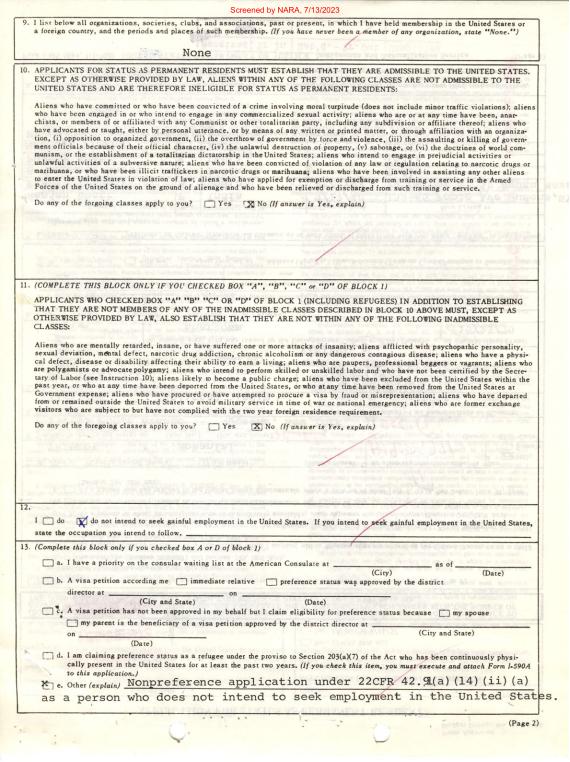 Screened by NARA, 7/13/2023
9. I list below all organizations, societies, clubs, and associations, past or present, in which I have held membership in the United States or
a foreign country, and the periods and places of such membership. (If you have never been a member of any organization, state "None.")
None
10. APPLICANTS FOR STATUS AS PERMANENT RESIDENTS MUST ESTABLISH THAT THEY ARE ADMISSIBLE TO THE UNITED STATES.
EXCEPT AS OTHERWISE PROVIDED BY LAW, ALIENS WITHIN ANY OF THE FOLLOWING CLASSES ARE NOT ADMISSIBLE TO THE
UNITED STATES AND ARE THEREFORE INELIGIBLE FOR STATUS AS PERMANENT RESIDENTS:
Aliens who have committed or who have been convicted of a crime involving moral turpitude (does not include minor traffic violations); aliens
who have been engaged in or who intend to engage in any commercialized sexual activity; aliens who are or at any time have been, anar-
chists, or members of or affiliated with any Communist or other totalitarian party, including any subdivision or affiliate thereof; aliens who
have advocated or taught, either by personal utterance, or by means of any written or printed matter, or through affiliation with an organiza-
tion, (i) opposition to organized government, (ii) the overthrow of government by force and violence, (iii) the assaulting or killing of govern-
ment officials because of their official character, (iv) the unlawful destruction of property, (v) sabotage, or (vi) the doctrines of world com-
munism, or the establishment of a totalitarian dictatorship in the United States; aliens who intend to engage in prejudicial activities or
unlawful activities of a subversive nature; aliens who have been convicted of violation of any law or regulation relating to narcotic drugs or
marihuana, or who have been illicit traffickers in narcotic drugs or marihuana; aliens who have been involved in assisting any other aliens
to enter the United States in violation of law; aliens who have applied for exemption or discharge from training or service in the Armed
Forces of the United States on the ground of alienage and who have been relieved or discharged from such training or service.
Do any of the forgoing classes apply to you? Yes X No (If answer is Yes, explain)
11. (COMPLETE THIS BLOCK ONLY IF YOU CHECKED BOX "A", "B", "C" or "D" OF BLOCK 1)
APPLICANTS WHO CHECKED BOX "A" "B" "C" OR "D" OF BLOCK 1 (INCLUDING REFUGEES) IN ADDITION TO ESTABLISHING
THAT THEY ARE NOT MEMBERS OF ANY OF THE INADMISSIBLE CLASSES DESCRIBED IN BLOCK 10 ABOVE MUST, EXCEPT AS
OTHERWISE PROVIDED BY LAW, ALSO ESTABLISH THAT THEY ARE NOT WITHIN ANY OF THE FOLLOWING INADMISSIBLE
CLASSES:
Aliens who are mentally retarded, insane, or have suffered one or more attacks of insanity; aliens afflicted with psychopathic personality,
sexual deviation, mental defect, narcotic drug addiction, chronic alcoholism or any dangerous contagious disease; aliens who have a physi-
cal defect, disease or disability affecting their ability to earn a living; aliens who are paupers, professional beggers or vagrants; aliens who
are polygamists or advocate polygamy; aliens who intend to perform skilled or unskilled labor and who have not been certified by the Secre-
tary of Labor (see Instruction 10); aliens likely to become a public charge; aliens who have been excluded from the United States within the
past year, or who at any time have been deported from the United States, or who at any time have been removed from the United States at
Government expense; aliens who have procured or have attempted to procure a visa by fraud or misrepresentation; aliens who have departed
from or remained outside the United States to avoid military service in time of war or national emergency; aliens who are former exchange
visitors who are subject to but have not complied with the two year foreign residence requirement.
Do any of the foregoing classes apply to you? Yes X No (If answer is Yes, explain)
12.
I do X do not intend to seek gainful employment in the United States. If you intend to seek gainful employment in the United States,
state the occupation you intend to follow.
13. (Complete this block only if you checked box A or D of block 1)
a. I have a priority on the consular waiting list at the American Consulate at as of
(City) (Date)
b. A visa petition according me immediate relative preference status was approved by the district
director at on
(City and State) (Date)
c. A visa petition has not been approved in my behalf but I claim eligibility for preference status because my spouse
my parent is the beneficiary of a visa petition approved by the district director at
(City and State)
on
(Date)
d. I am claiming preference status as a refugee under the proviso to Section 203(a)(7) of the Act who has been continuously phys-
ically present in the United States for at least the past two years. (If you check this item, you must execute and attach Form I-590A
to this application.)
X e. Other (explain) Nonpreference application under 22CFR 42.91(a)(14)(ii)(a)
as a person who does not intend to seek employment in the United States.
(Page 2)